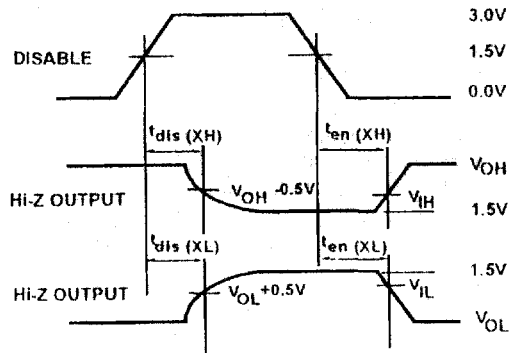 3.0V
DISABLE
1.5V
0.0V
tdis (XH)
ten (XH)
VOH
Hi-Z OUTPUT
VOH -0.5V
VIH
1.5V
tdis (XL)
ten (XL)
1.5V
Hi-Z OUTPUT
VOL +0.5V
VIL
VOL